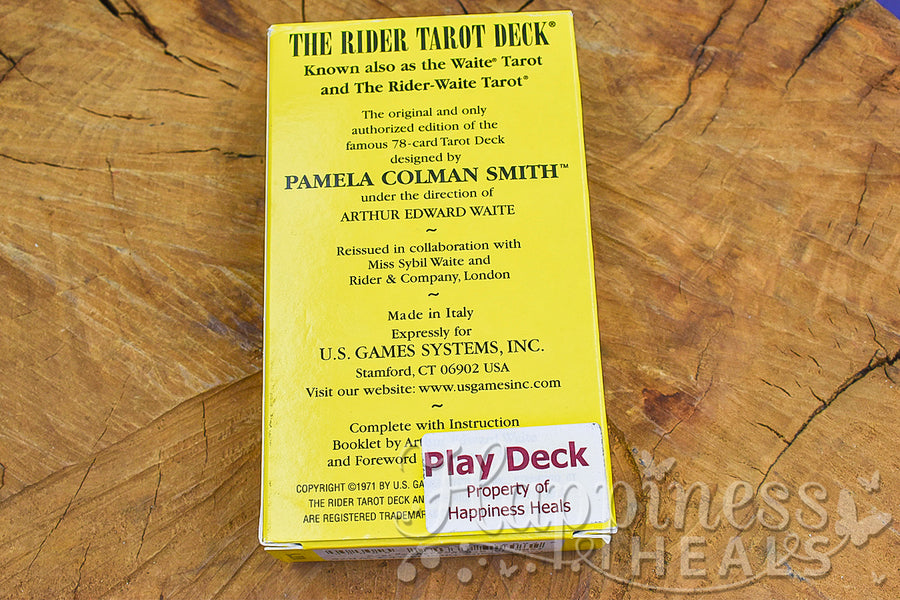 THE RIDER TAROT DECK®
Known also as the Waite® Tarot
and The Rider-Waite Tarot®
The original and only
authorized edition of the
famous 78-card Tarot Deck
designed by
PAMELA COLMAN SMITH™
under the direction of
ARTHUR EDWARD WAITE
~
Reissued in collaboration with
Miss Sybil Waite and
Rider & Company, London
~
Made in Italy
Expressly for
U.S. GAMES SYSTEMS, INC.
Stamford, CT 06902 USA
Visit our website: www.usgamesinc.com
~
Complete with Instruction
Booklet by
and Foreword
COPYRIGHT ©1971 BY U.S.
THE RIDER TAROT DECK
ARE REGISTERED
Play Deck
Property of
Happiness Heals
Happiness
HEALS